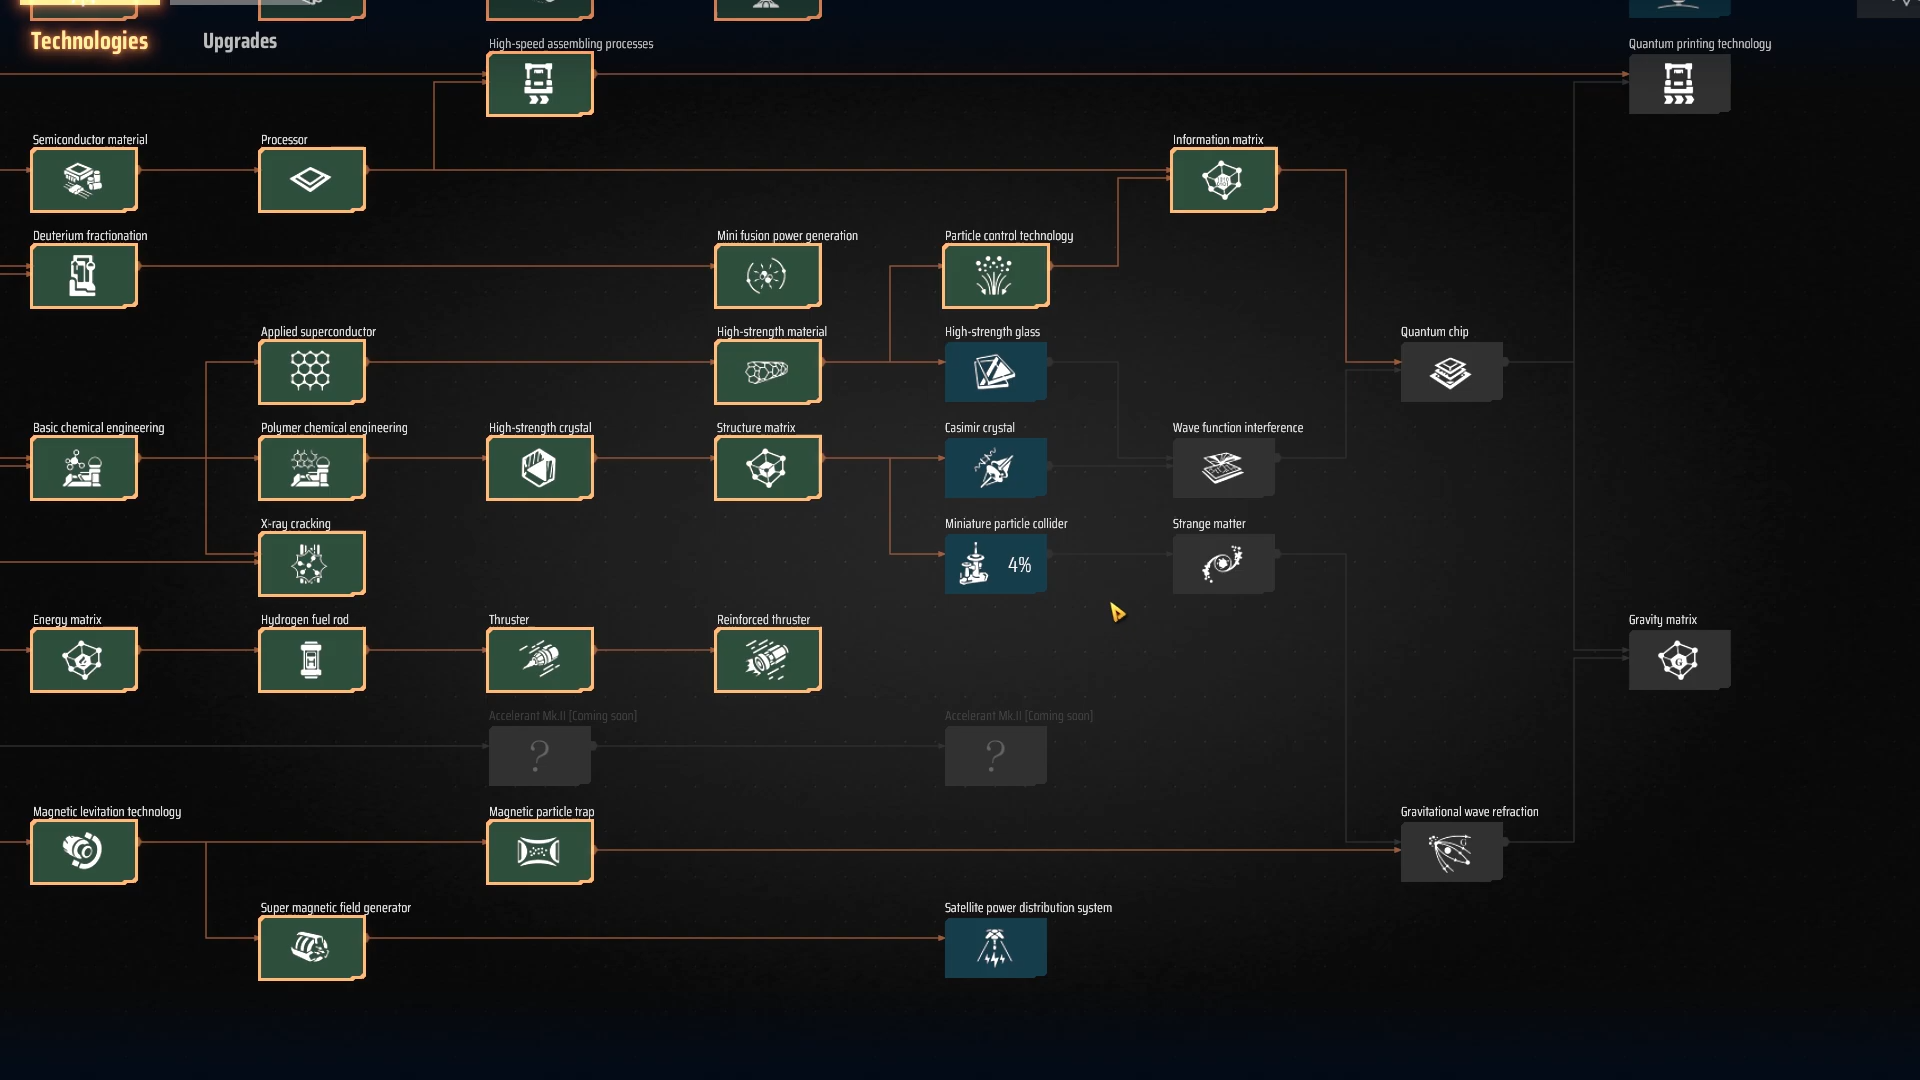 Technologies
Upgrades
High-speed assembling processes
Quantum printing technology
Semiconductor material
Processor
Information matrix
Deuterium fractionation
Mini fusion power generation
Particle control technology
Applied superconductor
High-strength material
High-strength glass
Quantum chip
Basic chemical engineering
Polymer chemical engineering
High-strength crystal
Structure matrix
Casimir crystal
Wave function interference
X-ray cracking
Miniature particle collider
Strange matter
4%
Energy matrix
Hydrogen fuel rod
Thruster
Reinforced thruster
Gravity matrix
Accelerant Mk.II [Coming soon]
Accelerant Mk.II [Coming soon]
?
?
Magnetic levitation technology
Magnetic particle trap
Gravitational wave refraction
Super magnetic field generator
Satellite power distribution system